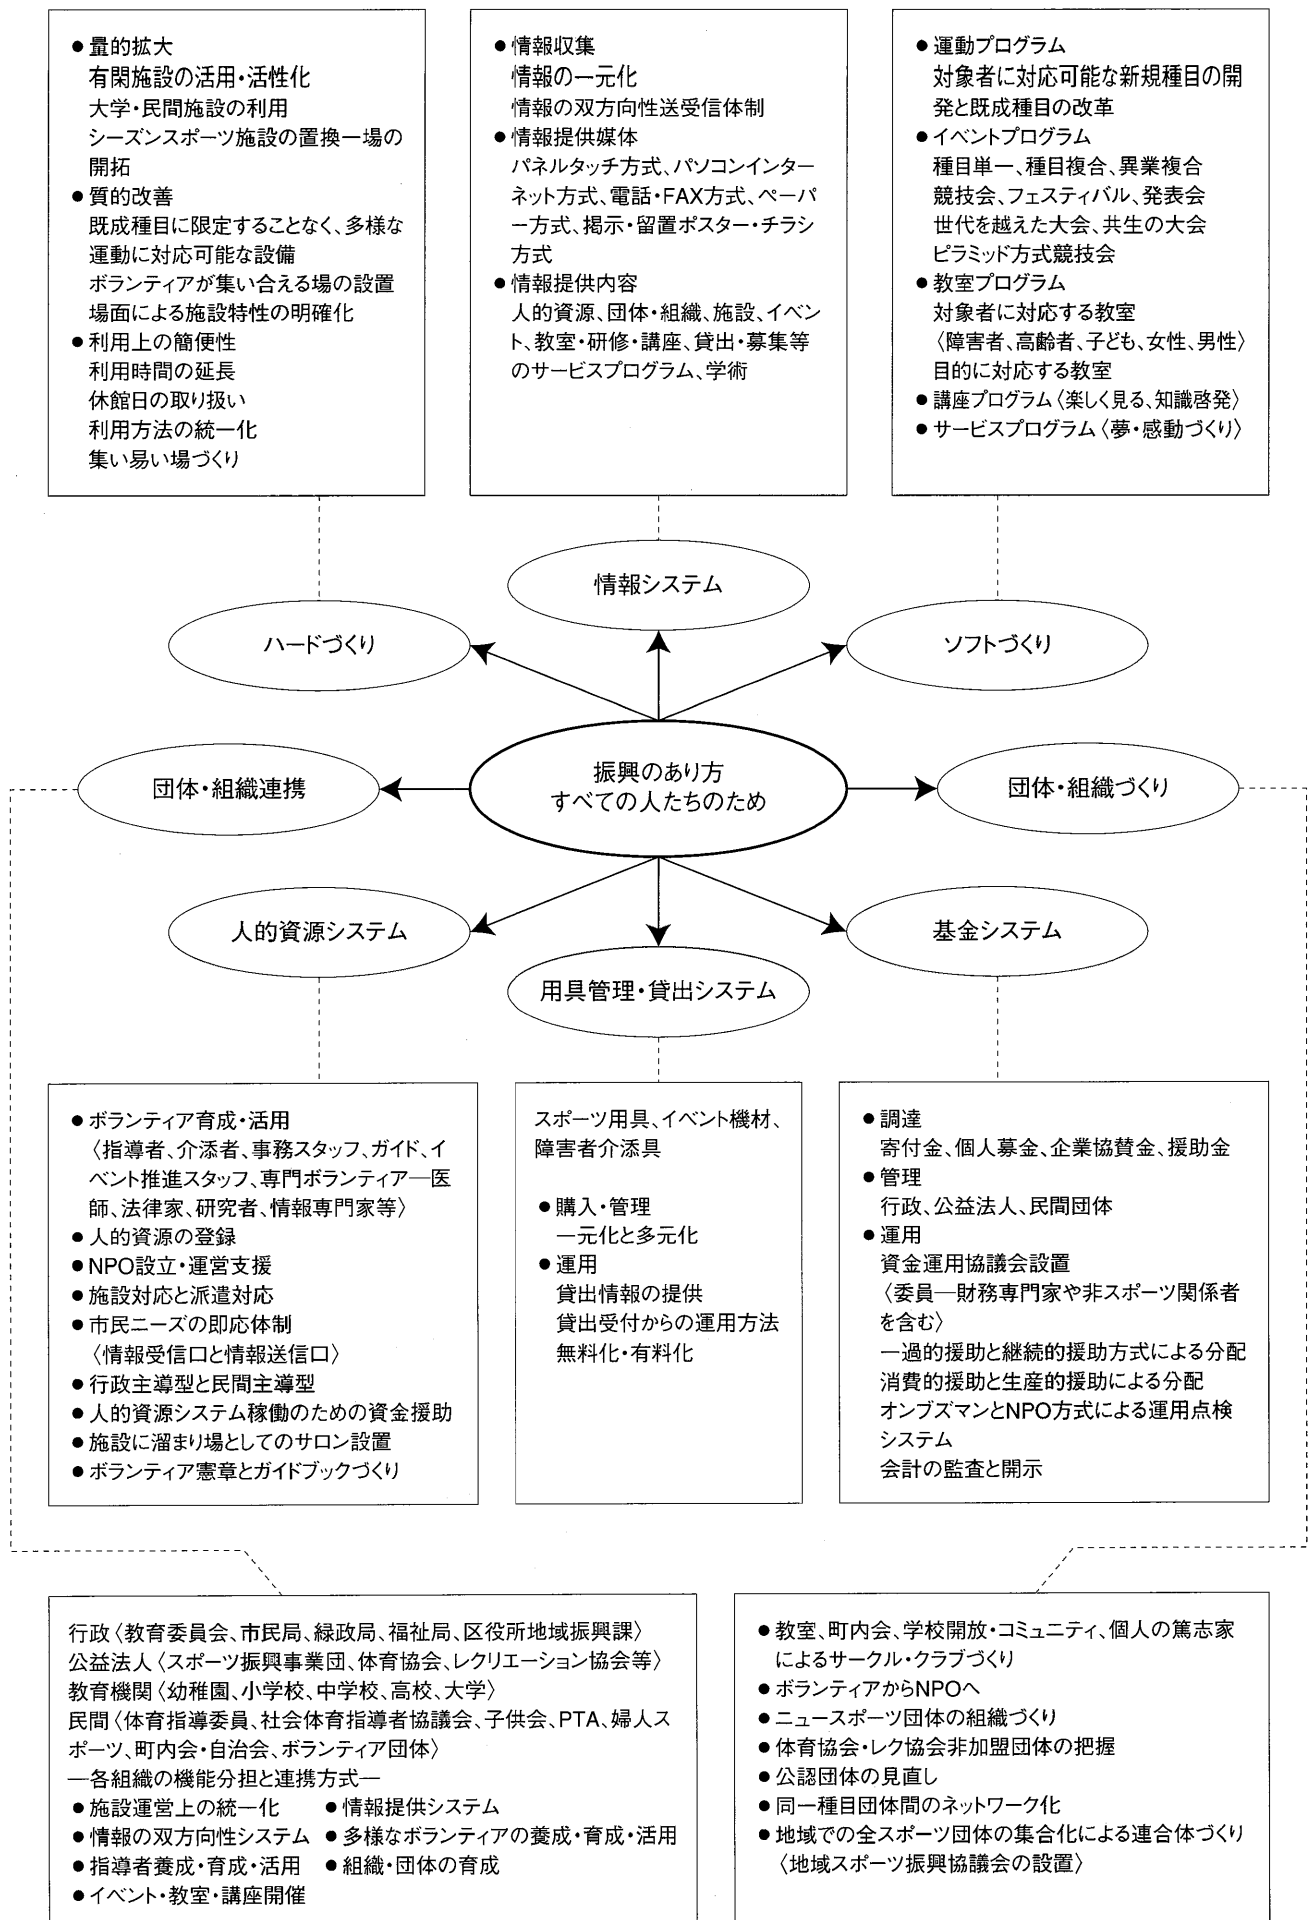 ●量的拡大
有閑施設の活用・活性化
大学・民間施設の利用
シーズンスポーツ施設の置換―場の
開拓
●質的改善
既成種目に限定することなく、多様な
運動に対応可能な設備
ボランティアが集い合える場の設置
場面による施設特性の明確化
●利用上の簡便性
利用時間の延長
休館日の取り扱い
利用方法の統一化
集い易い場づくり
●情報収集
情報の一元化
情報の双方向性送受信体制
●情報提供媒体
パネルタッチ方式、パソコンインター
ネット方式、電話・FAX方式、ペーパ
ー方式、掲示・留置ポスター・チラシ
方式
●情報提供内容
人的資源、団体・組織、施設、イベン
ト、教室・研修・講座、貸出・募集等
のサービスプログラム、学術
●運動プログラム
対象者に対応可能な新規種目の開
発と既成種目の改革
●イベントプログラム
種目単一、種目複合、異業複合
競技会、フェスティバル、発表会
世代を越えた大会、共生の大会
ピラミッド方式競技会
●教室プログラム
対象者に対応する教室
〈障害者、高齢者、子ども、女性、男性〉
目的に対応する教室
●講座プログラム〈楽しく見る、知識啓発〉
●サービスプログラム〈夢・感動づくり〉
情報システム
ハードづくり
ソフトづくり
団体・組織連携
振興のあり方
すべての人たちのため
団体・組織づくり
人的資源システム
用具管理・貸出システム
基金システム
●ボランティア育成・活用
〈指導者、介添者、事務スタッフ、ガイド、イ
ベント推進スタッフ、専門ボランティア―医
師、法律家、研究者、情報専門家等〉
●人的資源の登録
●NPO設立・運営支援
●施設対応と派遣対応
●市民ニーズの即応体制
〈情報受信口と情報送信口〉
●行政主導型と民間主導型
●人的資源システム稼働のための資金援助
●施設に溜まり場としてのサロン設置
●ボランティア憲章とガイドブックづくり
スポーツ用具、イベント機材、
障害者介添具
●購入・管理
一元化と多元化
●運用
貸出情報の提供
貸出受付からの運用方法
無料化・有料化
●調達
寄付金、個人募金、企業協賛金、援助金
●管理
行政、公益法人、民間団体
●運用
資金運用協議会設置
〈委員―財務専門家や非スポーツ関係者
を含む〉
一過的援助と継続的援助方式による分配
消費的援助と生産的援助による分配
オンブズマンとNPO方式による運用点検
システム
会計の監査と開示
行政〈教育委員会、市民局、緑政局、福祉局、区役所地域振興課〉
公益法人〈スポーツ振興事業団、体育協会、レクリエーション協会等〉
教育機関〈幼稚園、小学校、中学校、高校、大学〉
民間〈体育指導委員、社会体育指導者協議会、子供会、PTA、婦人ス
ポーツ、町内会・自治会、ボランティア団体〉
―各組織の機能分担と連携方式―
●施設運営上の統一化 ●情報提供システム
●情報の双方向性システム ●多様なボランティアの養成・育成・活用
●指導者養成・育成・活用 ●組織・団体の育成
●イベント・教室・講座開催
●教室、町内会、学校開放・コミュニティ、個人の篤志家
によるサークル・クラブづくり
●ボランティアからNPOへ
●ニュースポーツ団体の組織づくり
●体育協会・レク協会非加盟団体の把握
●公認団体の見直し
●同一種目団体間のネットワーク化
●地域での全スポーツ団体の集合化による連合体づくり
〈地域スポーツ振興協議会の設置〉